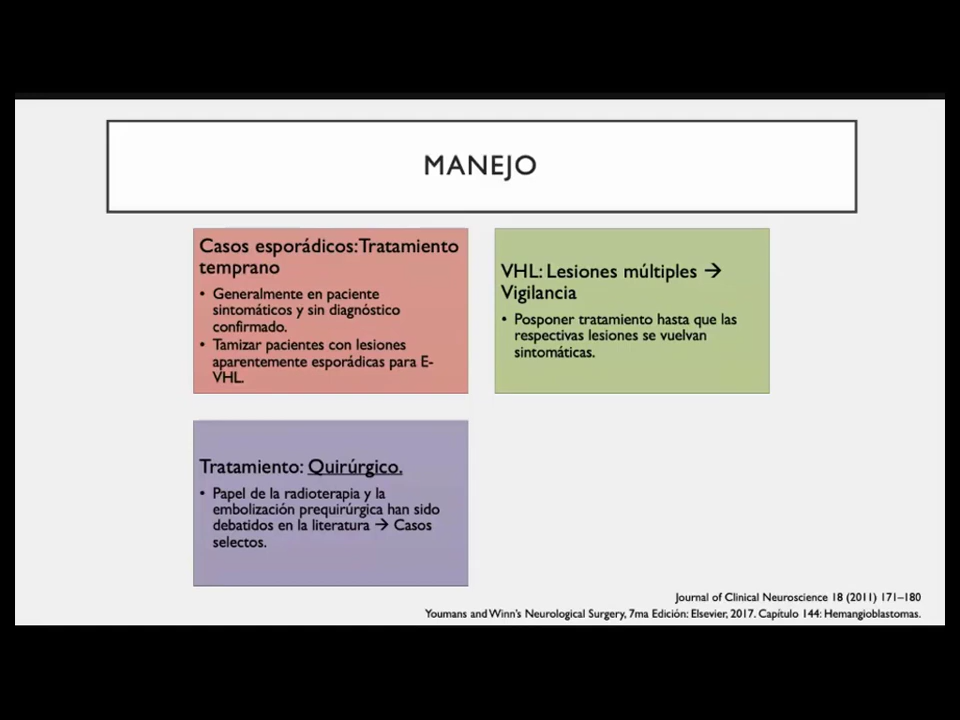 MANEJO
Casos esporádicos:Tratamiento
temprano
• Generalmente en paciente
sintomáticos y sin diagnóstico
confirmado.
• Tamizar pacientes con lesiones
aparentemente esporádicas para E-
VHL.
VHL: Lesiones múltiples →
Vigilancia
• Posponer tratamiento hasta que las
respectivas lesiones se vuelvan
sintomáticas.
Tratamiento: Quirúrgico.
• Papel de la radioterapia y la
embolización prequirúrgica han sido
debatidos en la literatura → Casos
selectos.
Journal of Clinical Neuroscience 18 (2011) 171–180
Youmans and Winn's Neurological Surgery, 7ma Edición: Elsevier, 2017. Capítulo 144: Hemangioblastomas.